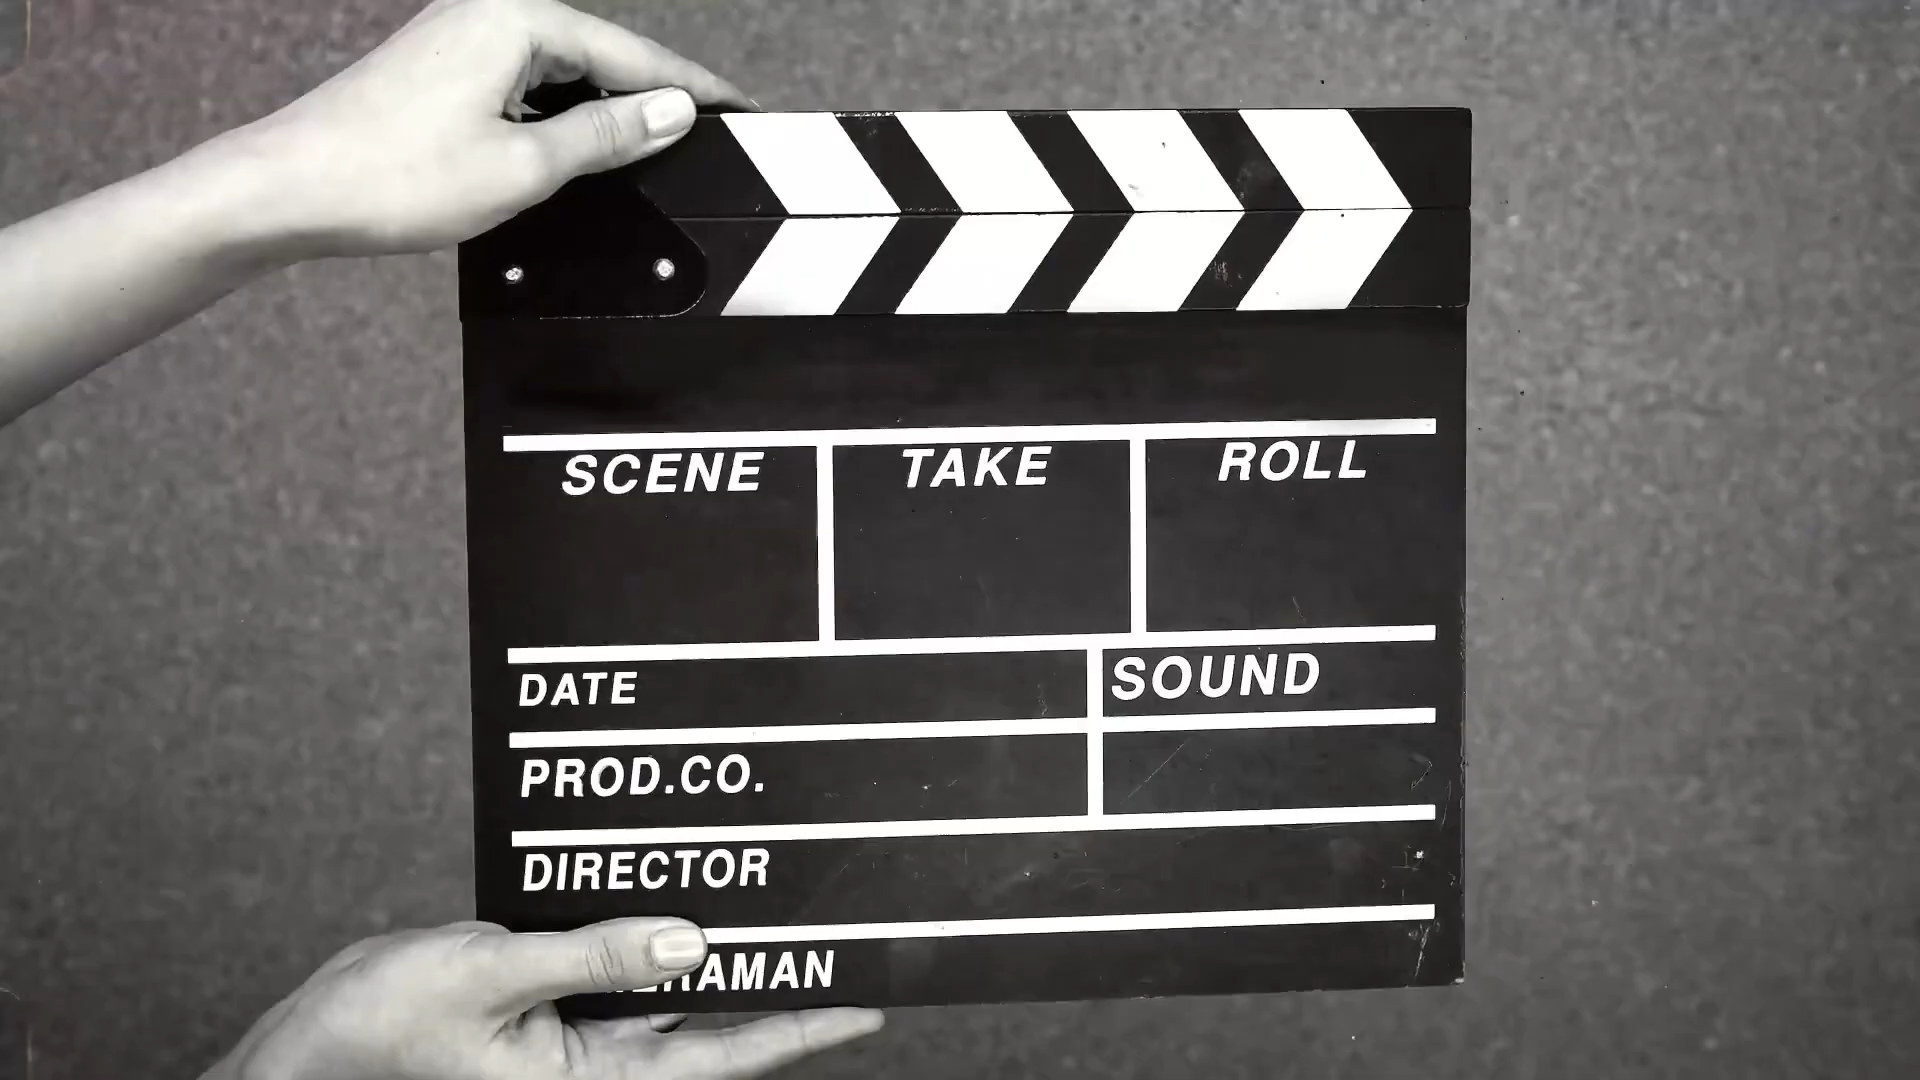 SCENE TAKE ROLL
DATE SOUND
PROD.CO.
DIRECTOR